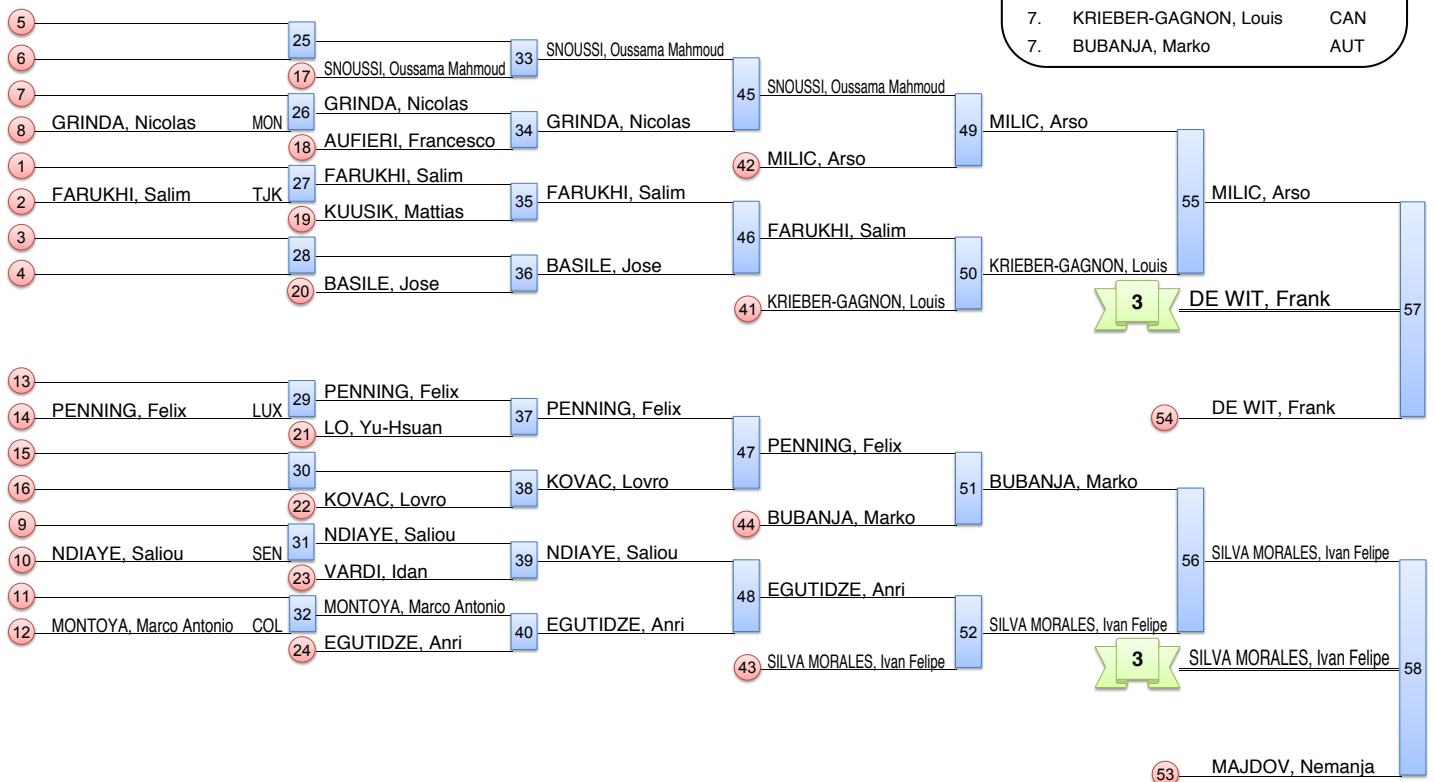 7. KRIEBER-GAGNON, Louis CAN
7. BUBANJA, Marko AUT
5
25
6
17 SNOUSSI, Oussama Mahmoud
33
SNOUSSI, Oussama Mahmoud
7
26
8 GRINDA, Nicolas MON
GRINDA, Nicolas
18 AUFIERI, Francesco
34
GRINDA, Nicolas
45
SNOUSSI, Oussama Mahmoud
42 MILIC, Arso
49
MILIC, Arso
1
27
2 FARUKHI, Salim TJK
FARUKHI, Salim
19 KUUSIK, Mattias
35
FARUKHI, Salim
3
28
4
20 BASILE, Jose
36
BASILE, Jose
46
FARUKHI, Salim
41 KRIEBER-GAGNON, Louis
50
KRIEBER-GAGNON, Louis
55
MILIC, Arso
3 DE WIT, Frank
57
54 DE WIT, Frank
13
29
14 PENNING, Felix LUX
PENNING, Felix
21 LO, Yu-Hsuan
37
PENNING, Felix
15
30
16
22 KOVAC, Lovro
38
KOVAC, Lovro
47
PENNING, Felix
44 BUBANJA, Marko
51
BUBANJA, Marko
9
31
10 NDIAYE, Saliou SEN
NDIAYE, Saliou
23 VARDI, Idan
39
NDIAYE, Saliou
11
32
12 MONTOYA, Marco Antonio COL
MONTOYA, Marco Antonio
24 EGUTIDZE, Anri
40
EGUTIDZE, Anri
48
EGUTIDZE, Anri
43 SILVA MORALES, Ivan Felipe
52
SILVA MORALES, Ivan Felipe
56
SILVA MORALES, Ivan Felipe
3 SILVA MORALES, Ivan Felipe
58
53 MAJDOV, Nemanja